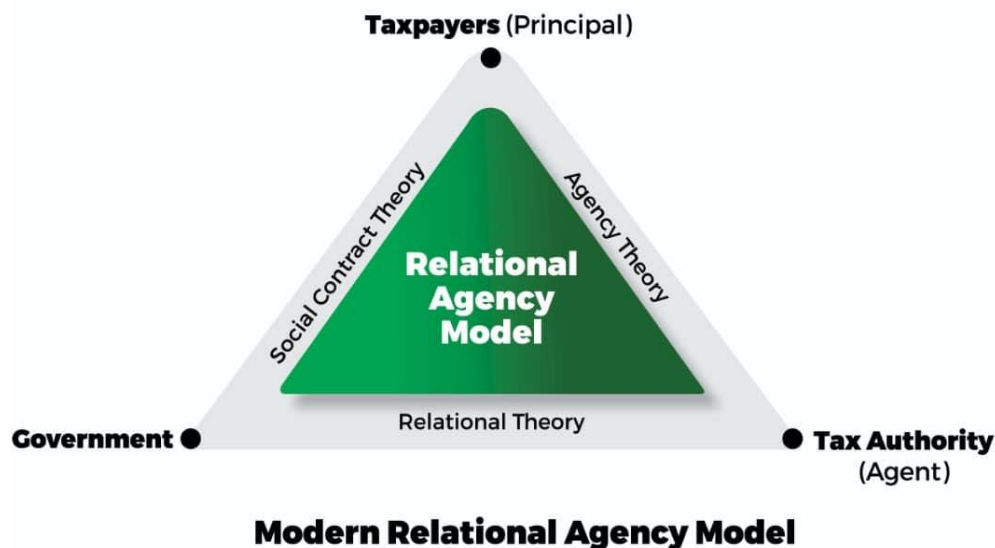 Taxpayers (Principal)
Social Contract Theory
Agency Theory
Relational
Agency
Model
Relational Theory
Government
Tax Authority
(Agent)
Modern Relational Agency Model